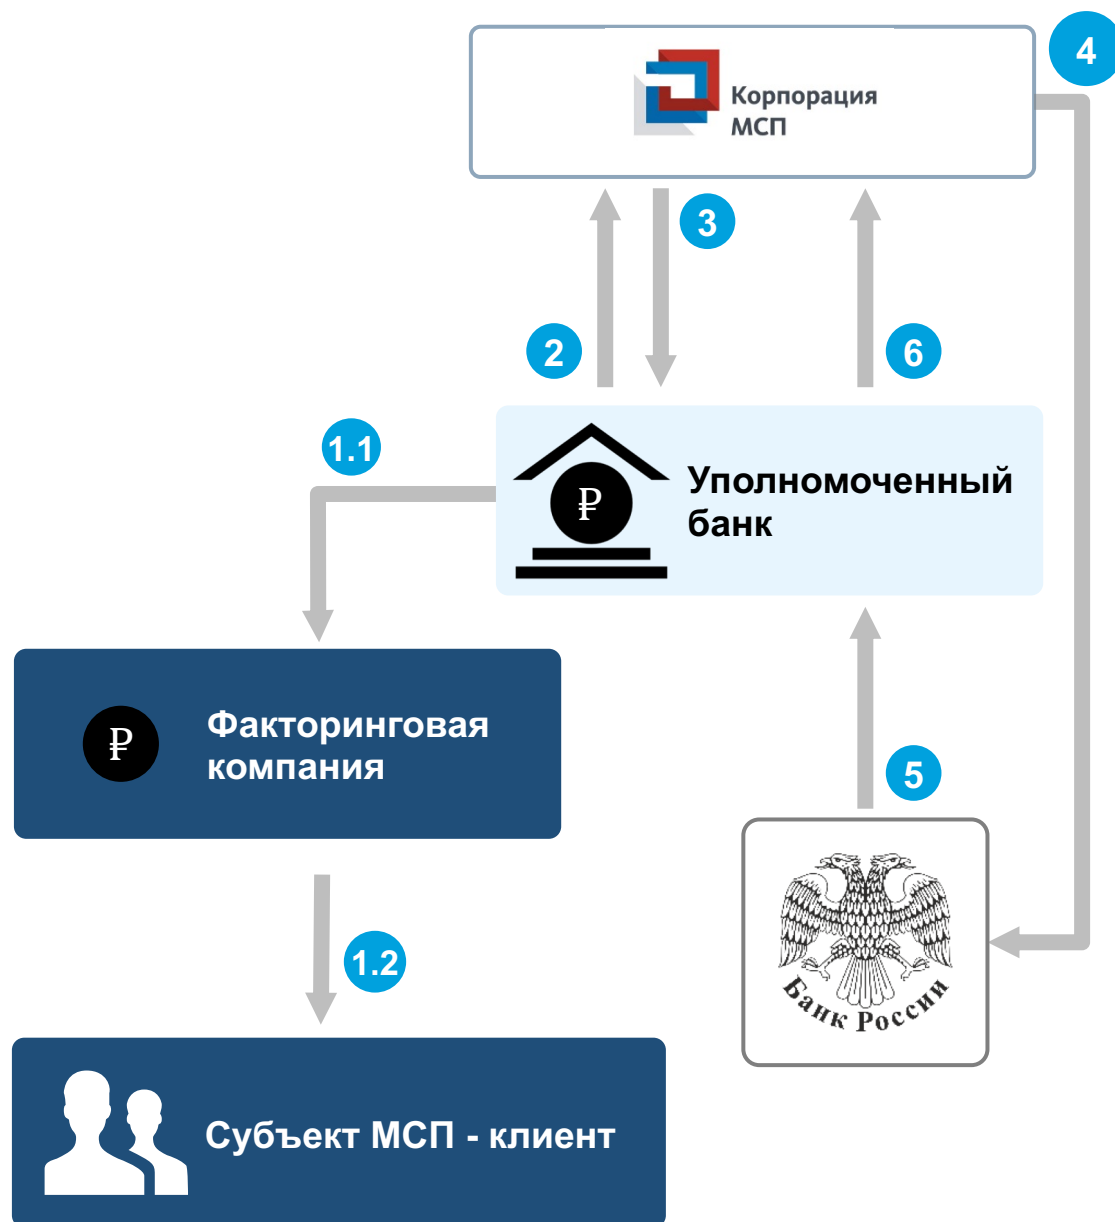 4
Корпорация
МСП
3
2
6
1.1
₽
Уполномоченный
банк
₽
Факторинговая
компания
5
1.2
Банк России
Субъект МСП - клиент